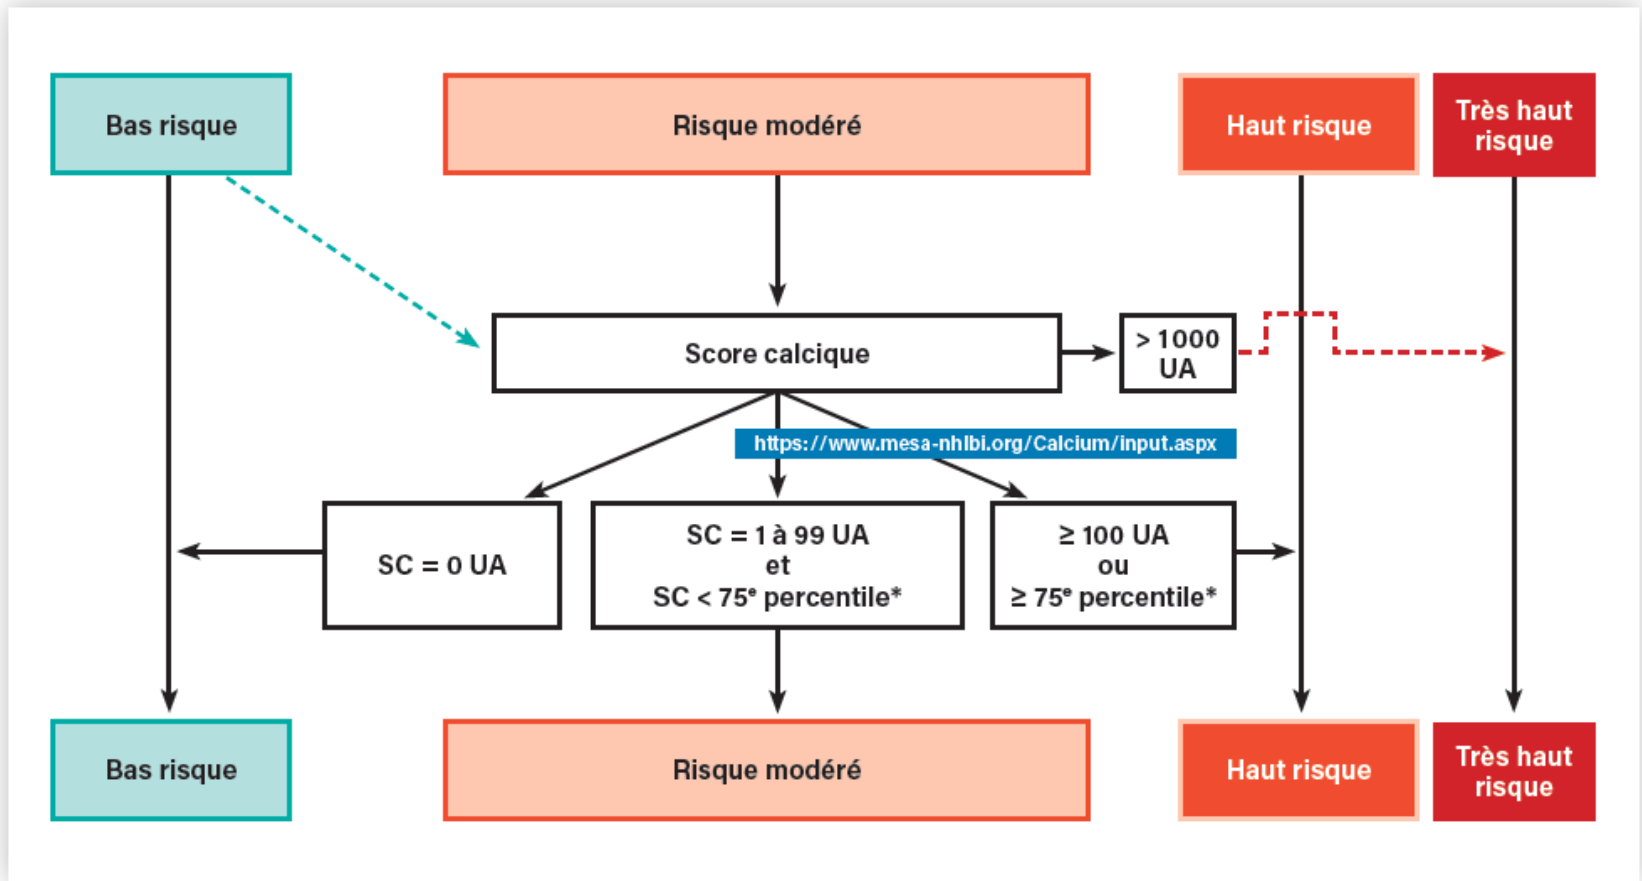 Bas risque
Risque modéré
Haut risque
Très haut
risque
Score calcique
> 1000
UA
https://www.mesa-nhlbi.org/Calcium/input.aspx
SC = 0 UA
SC = 1 à 99 UA
et
SC < 75ᵉ percentile*
≥ 100 UA
ou
≥ 75ᵉ percentile*
Bas risque
Risque modéré
Haut risque
Très haut
risque